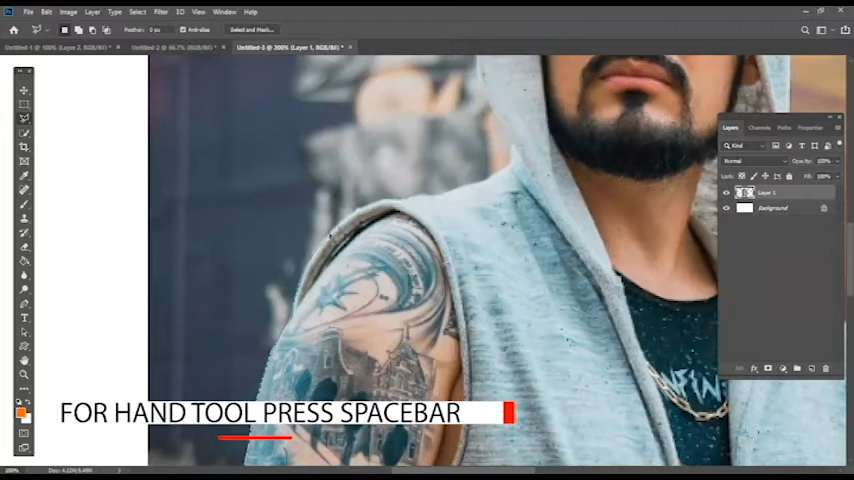 File Edit Image Layer Type Select Filter 3D View Window Help
Feather: 0 px Anti-alias Select and Mask...
Untitled-1 @ 100% (Layer 2, RGB/8#) * × Untitled-2 @ 66.7% (RGB/8#) * × Untitled-3 @ 200% (Layer 1, RGB/8#) * ×
Layers Channels Paths Properties
Kind
Normal Opacity: 100%
Lock: Fill: 100%
Layer 1
Background
FOR HAND TOOL PRESS SPACEBAR
200%